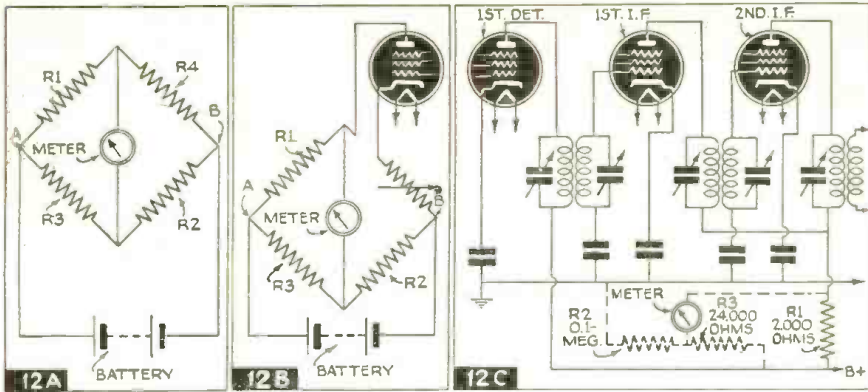 R1
R4
A
B
METER
R3
R2
BATTERY
12A
R1
A
B
METER
R3
R2
BATTERY
12B
1ST. DET.
1ST. I.F.
2ND. I.F.
METER
R2
0.1-
MEG.
R3
24,000
OHMS
R1
2,000
OHMS
B+
12C